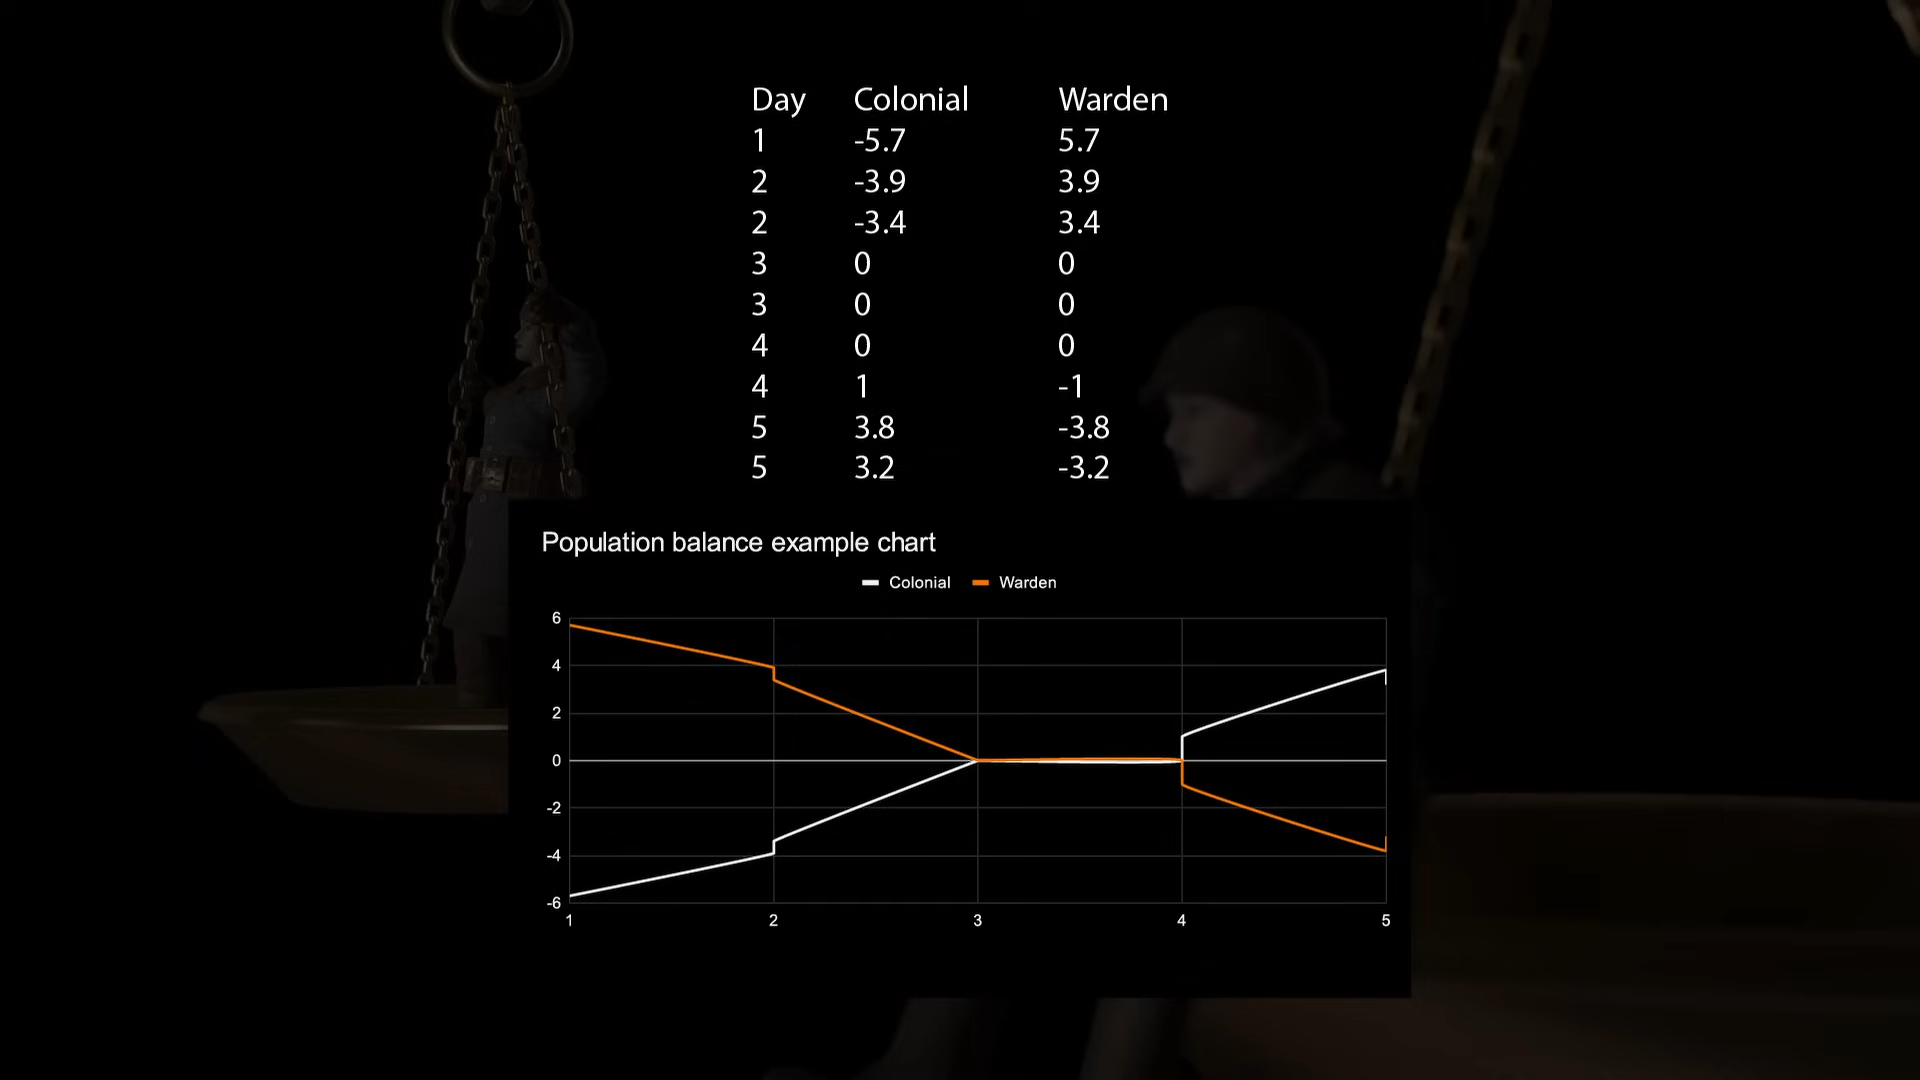 Day Colonial Warden
1 -5.7 5.7
2 -3.9 3.9
2 -3.4 3.4
3 0 0
3 0 0
4 0 0
4 1 -1
5 3.8 -3.8
5 3.2 -3.2
Population balance example chart
Colonial Warden
6
4
2
0
-2
-4
-6
1 2 3 4 5